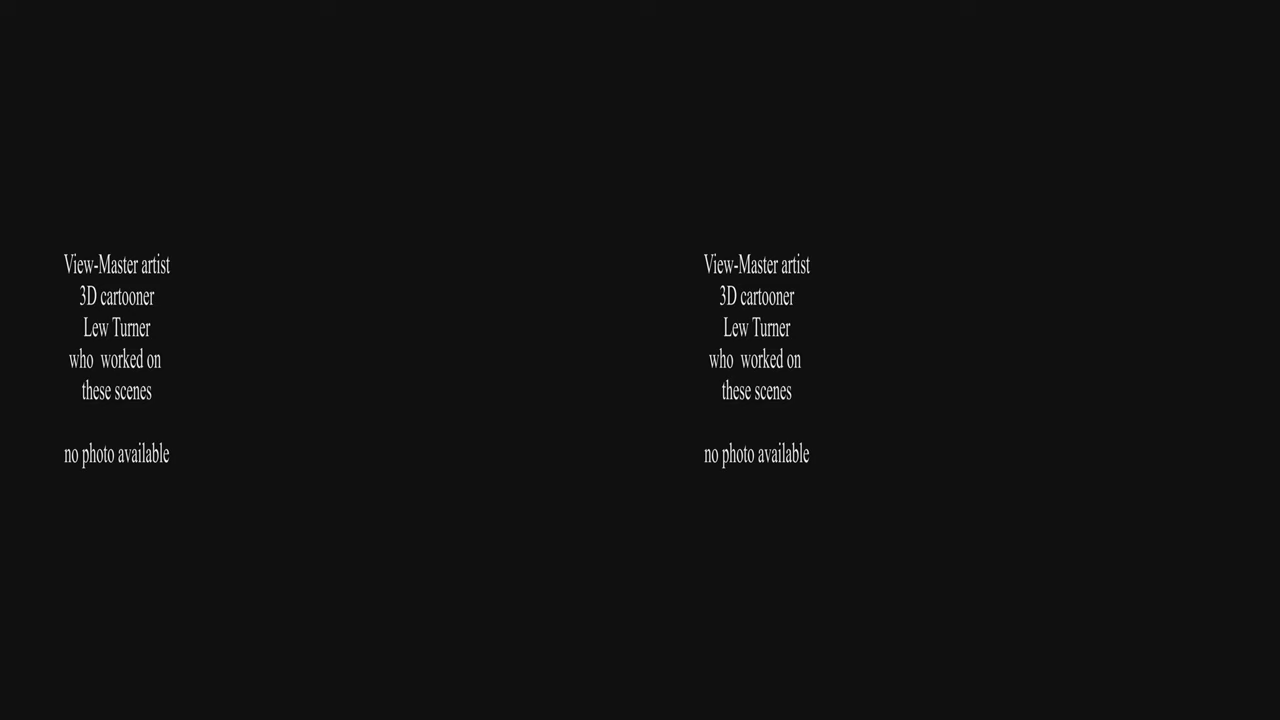 View-Master artist
3D cartooner
Lew Turner
who  worked on
these scenes
no photo available
View-Master artist
3D cartooner
Lew Turner
who  worked on
these scenes
no photo available